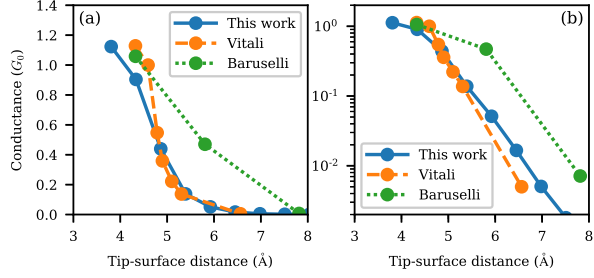 (a)
This work
Vitali
Baruselli
Conductance (G₀)
1.4
1.2
1.0
0.8
0.6
0.4
0.2
0.0
3 4 5 6 7 8
Tip-surface distance (Å)
(b)
This work
Vitali
Baruselli
10⁰
10⁻¹
10⁻²
3 4 5 6 7 8
Tip-surface distance (Å)